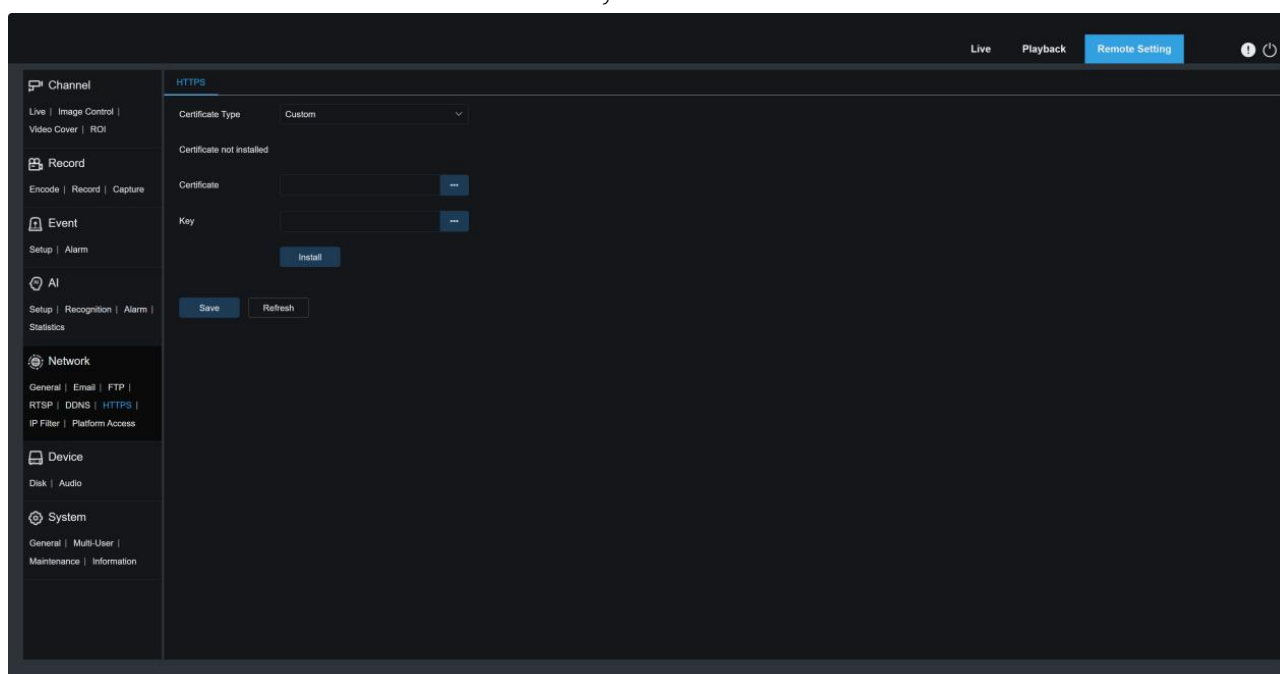 Live Playback Remote Setting
Channel
Live | Image Control |
Video Cover | ROI
Record
Encode | Record | Capture
Event
Setup | Alarm
AI
Setup | Recognition | Alarm |
Statistics
Network
General | Email | FTP |
RTSP | DDNS | HTTPS |
IP Filter | Platform Access
Device
Disk | Audio
System
General | Multi-User |
Maintenance | Information
HTTPS
Certificate Type Custom
Certificate not installed
Certificate ...
Key ...
Install
Save Refresh